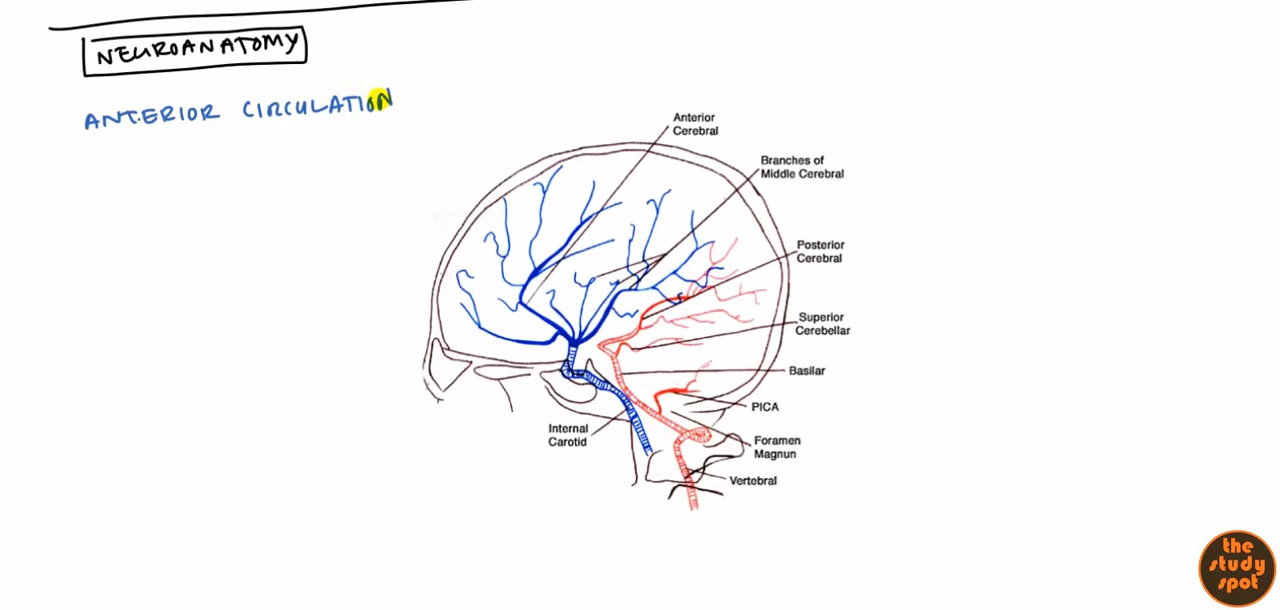 NEUROANATOMY
ANTERIOR CIRCULATION
Anterior
Cerebral
Branches of
Middle Cerebral
Posterior
Cerebral
Superior
Cerebellar
Basilar
PICA
Internal
Carotid
Foramen
Magnun
Vertebral
the
study
spot